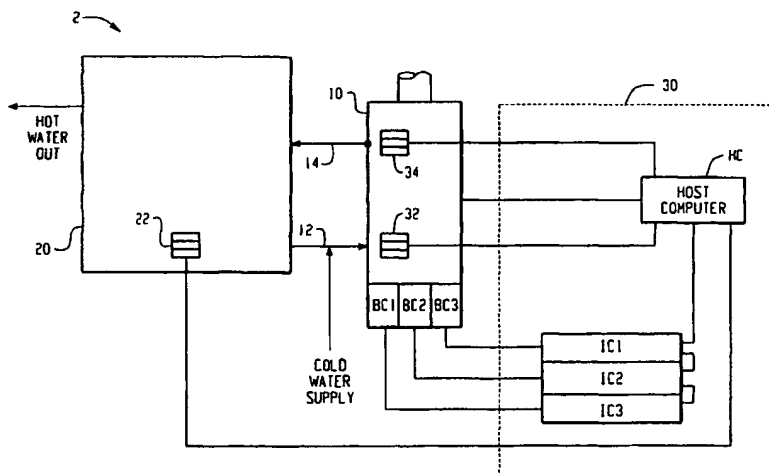 2
30
10
HOT
WATER
OUT
14
34
HC
HOST
COMPUTER
32
22
12
20
BC1 BC2 BC3
COLD
WATER
SUPPLY
IC1
IC2
IC3